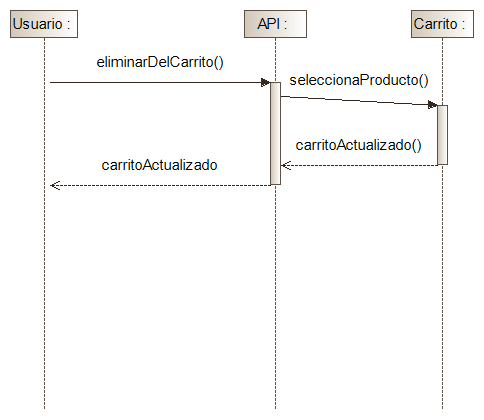 Usuario :
API :
Carrito :
eliminarDelCarrito()
seleccionaProducto()
carritoActualizado()
carritoActualizado